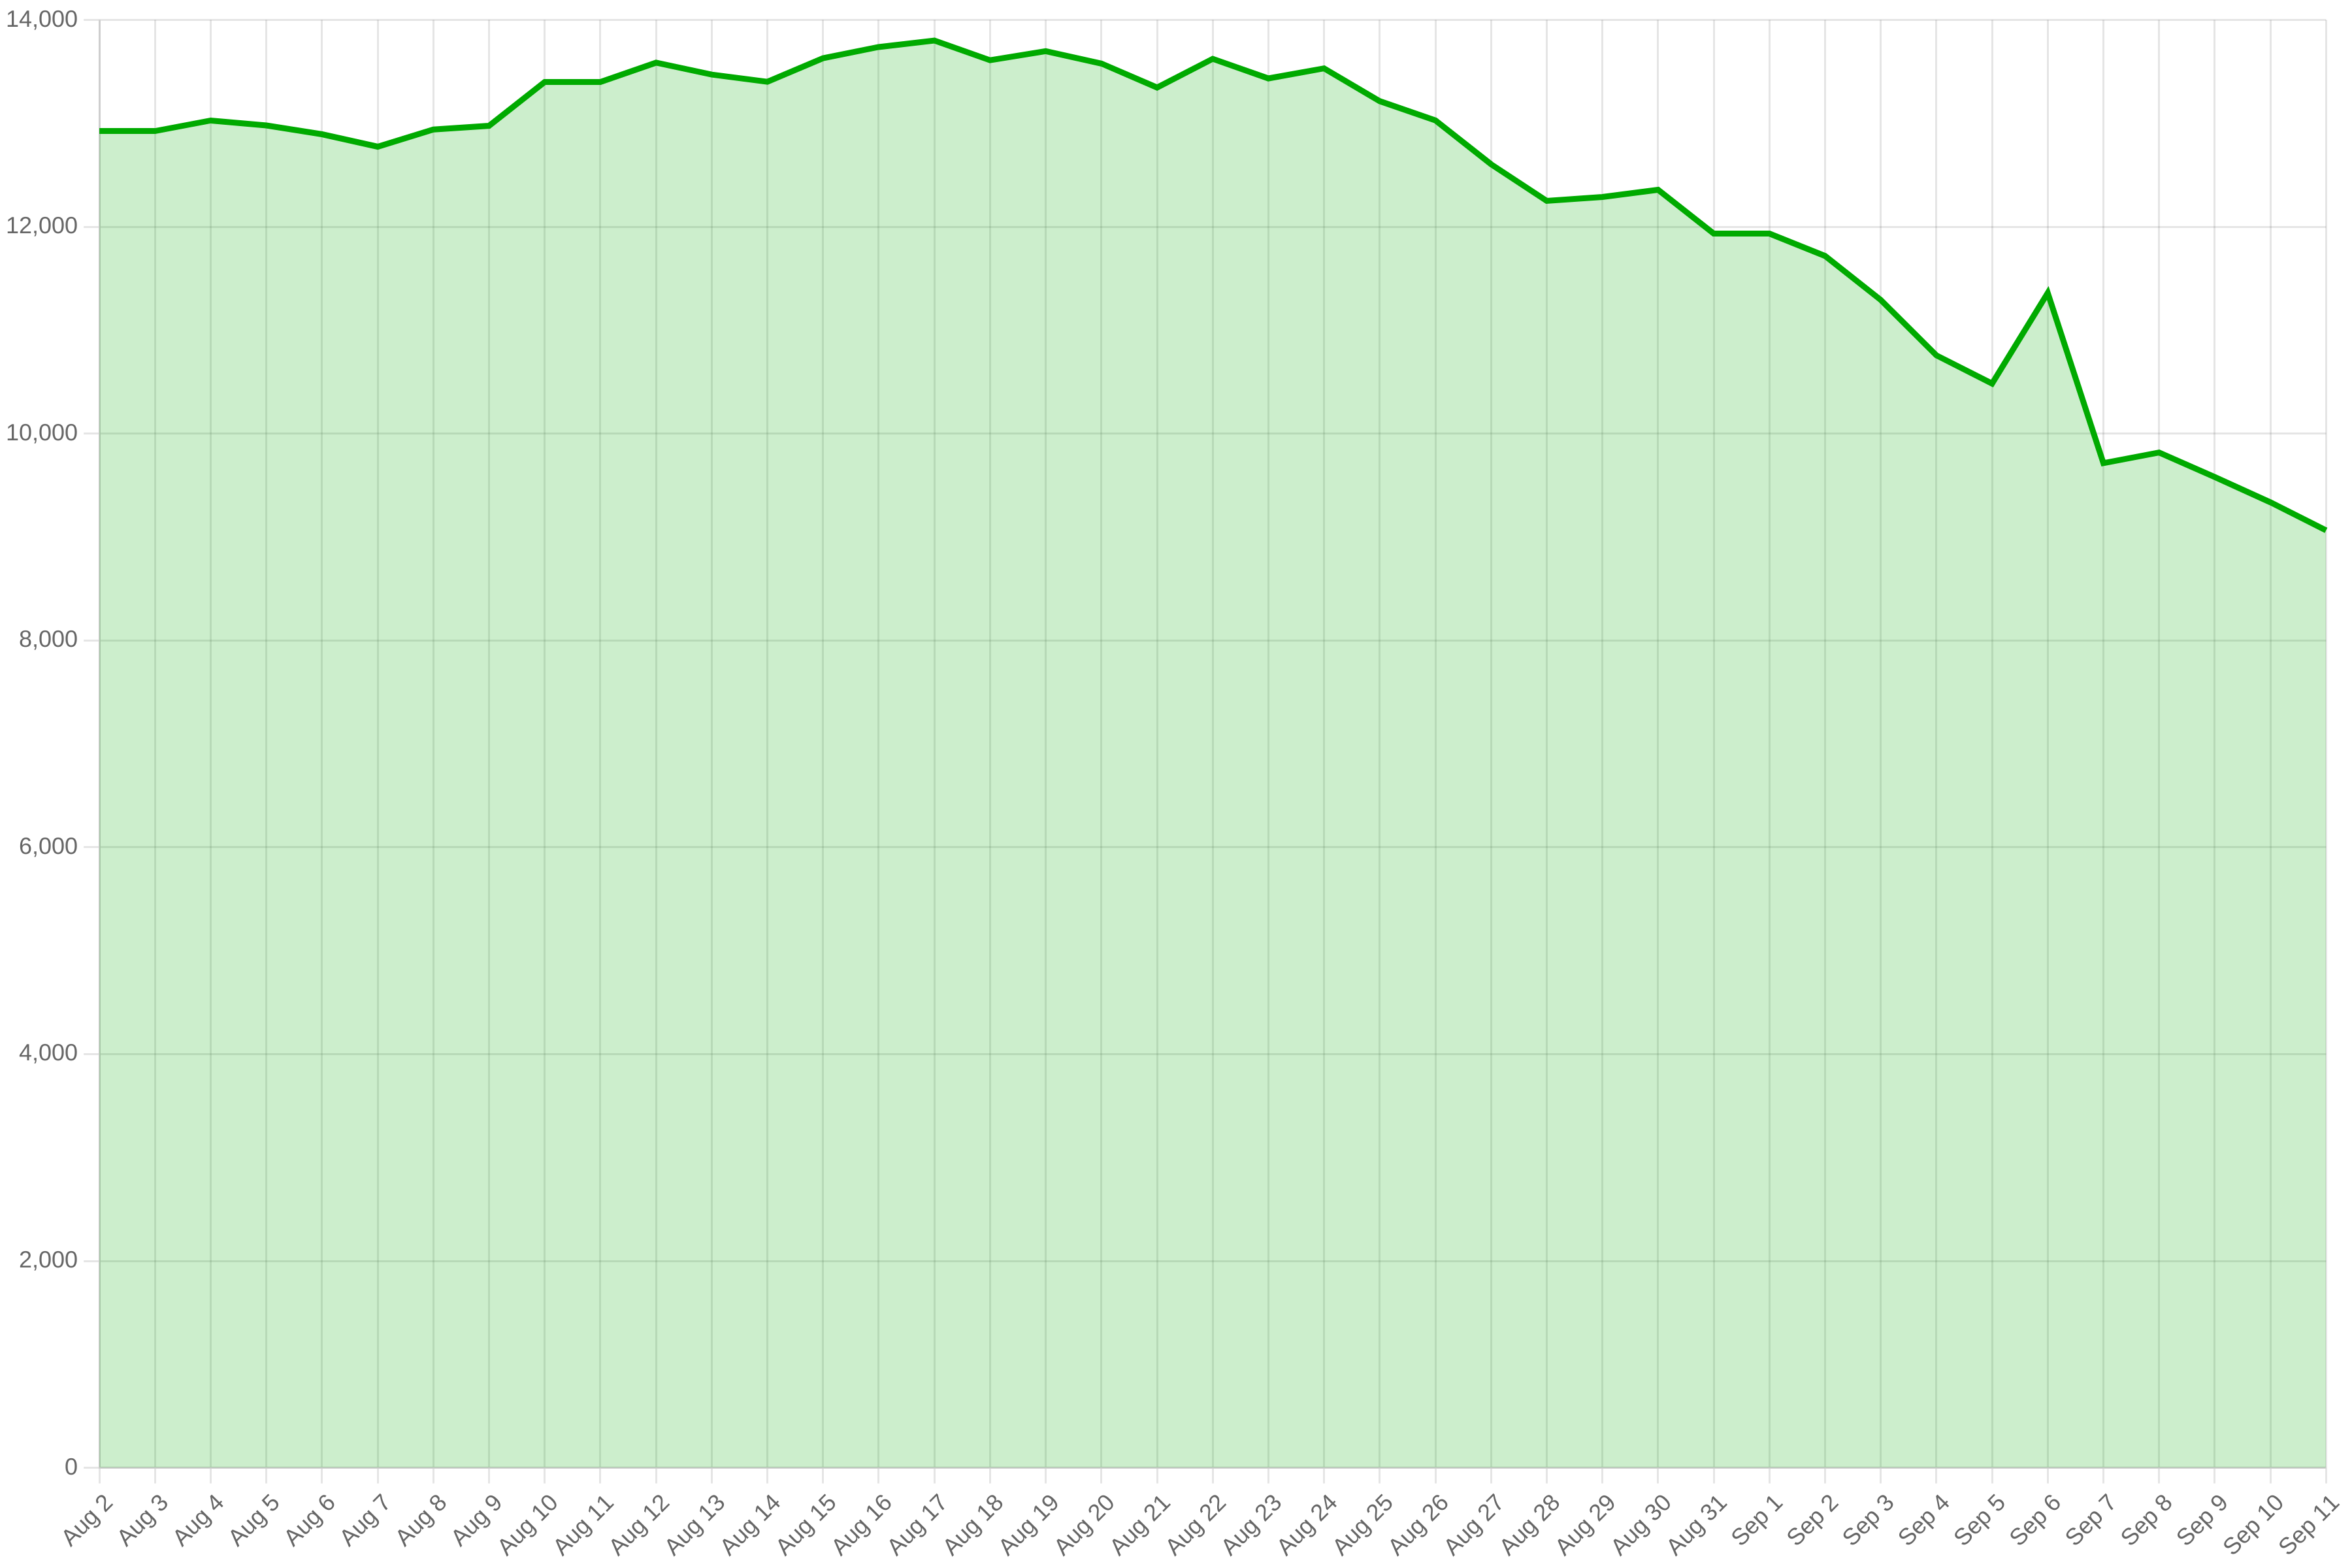 14,000
12,000
10,000
8,000
6,000
4,000
2,000
0
Aug 2
Aug 3
Aug 4
Aug 5
Aug 6
Aug 7
Aug 8
Aug 9
Aug 10
Aug 11
Aug 12
Aug 13
Aug 14
Aug 15
Aug 16
Aug 17
Aug 18
Aug 19
Aug 20
Aug 21
Aug 22
Aug 23
Aug 24
Aug 25
Aug 26
Aug 27
Aug 28
Aug 29
Aug 30
Aug 31
Sep 1
Sep 2
Sep 3
Sep 4
Sep 5
Sep 6
Sep 7
Sep 8
Sep 9
Sep 10
Sep 11